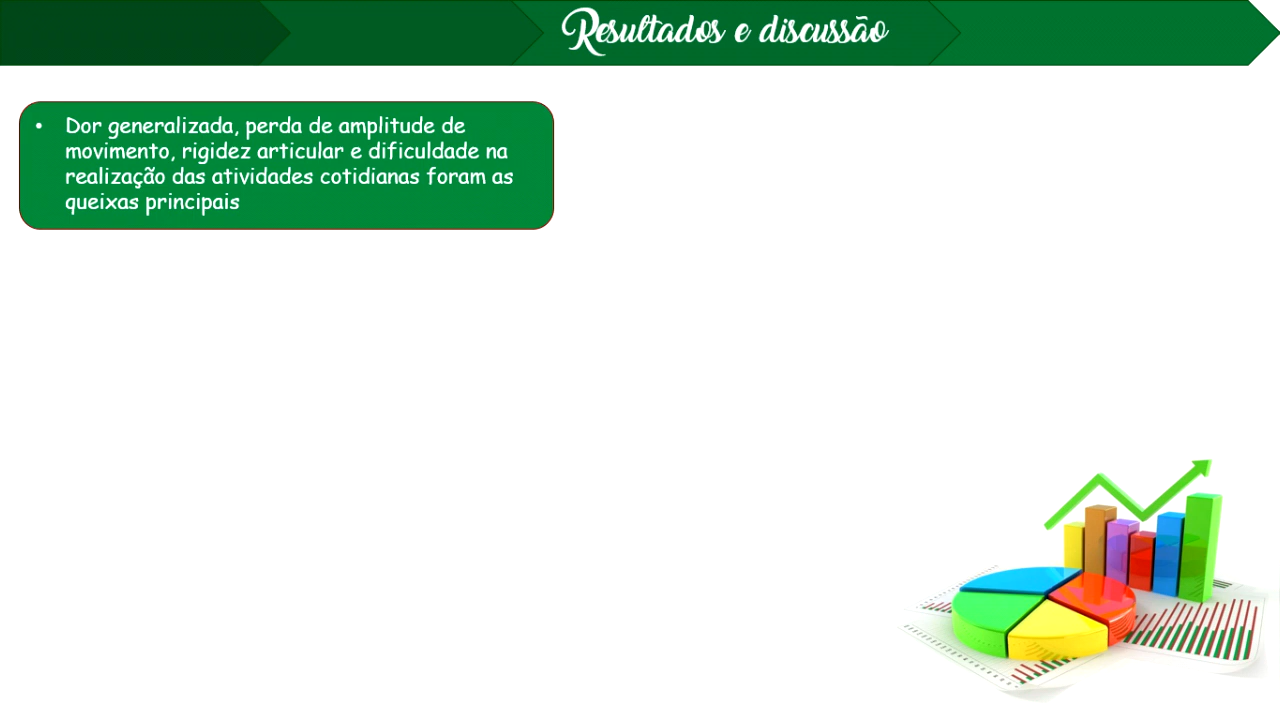 Resultados e discussão
• Dor generalizada, perda de amplitude de
movimento, rigidez articular e dificuldade na
realização das atividades cotidianas foram as
queixas principais